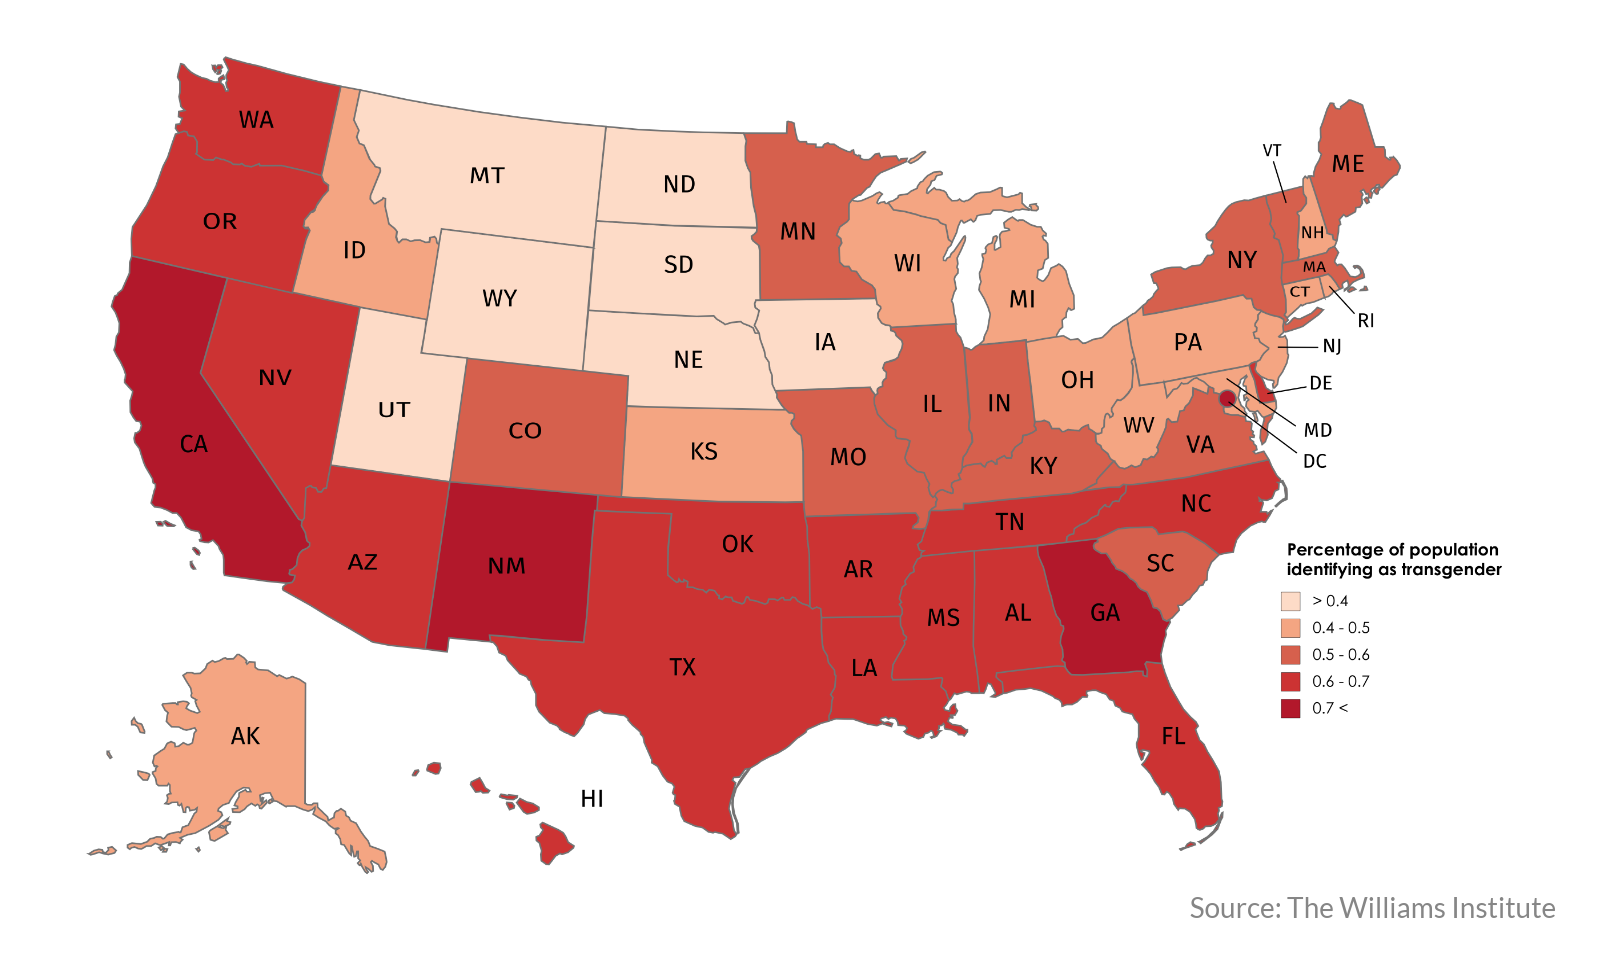 WA
MT
ND
MN
VT
ME
OR
ID
SD
WI
NY
NH
MA
WY
MI
CT
RI
NE
IA
PA
NJ
NV
UT
OH
DE
CO
IL
IN
WV
MD
CA
KS
MO
KY
VA
DC
NC
TN
AZ
NM
OK
AR
SC
MS
AL
GA
TX
LA
FL
AK
HI
Percentage of population
identifying as transgender
> 0.4
0.4 - 0.5
0.5 - 0.6
0.6 - 0.7
0.7 <
Source: The Williams Institute